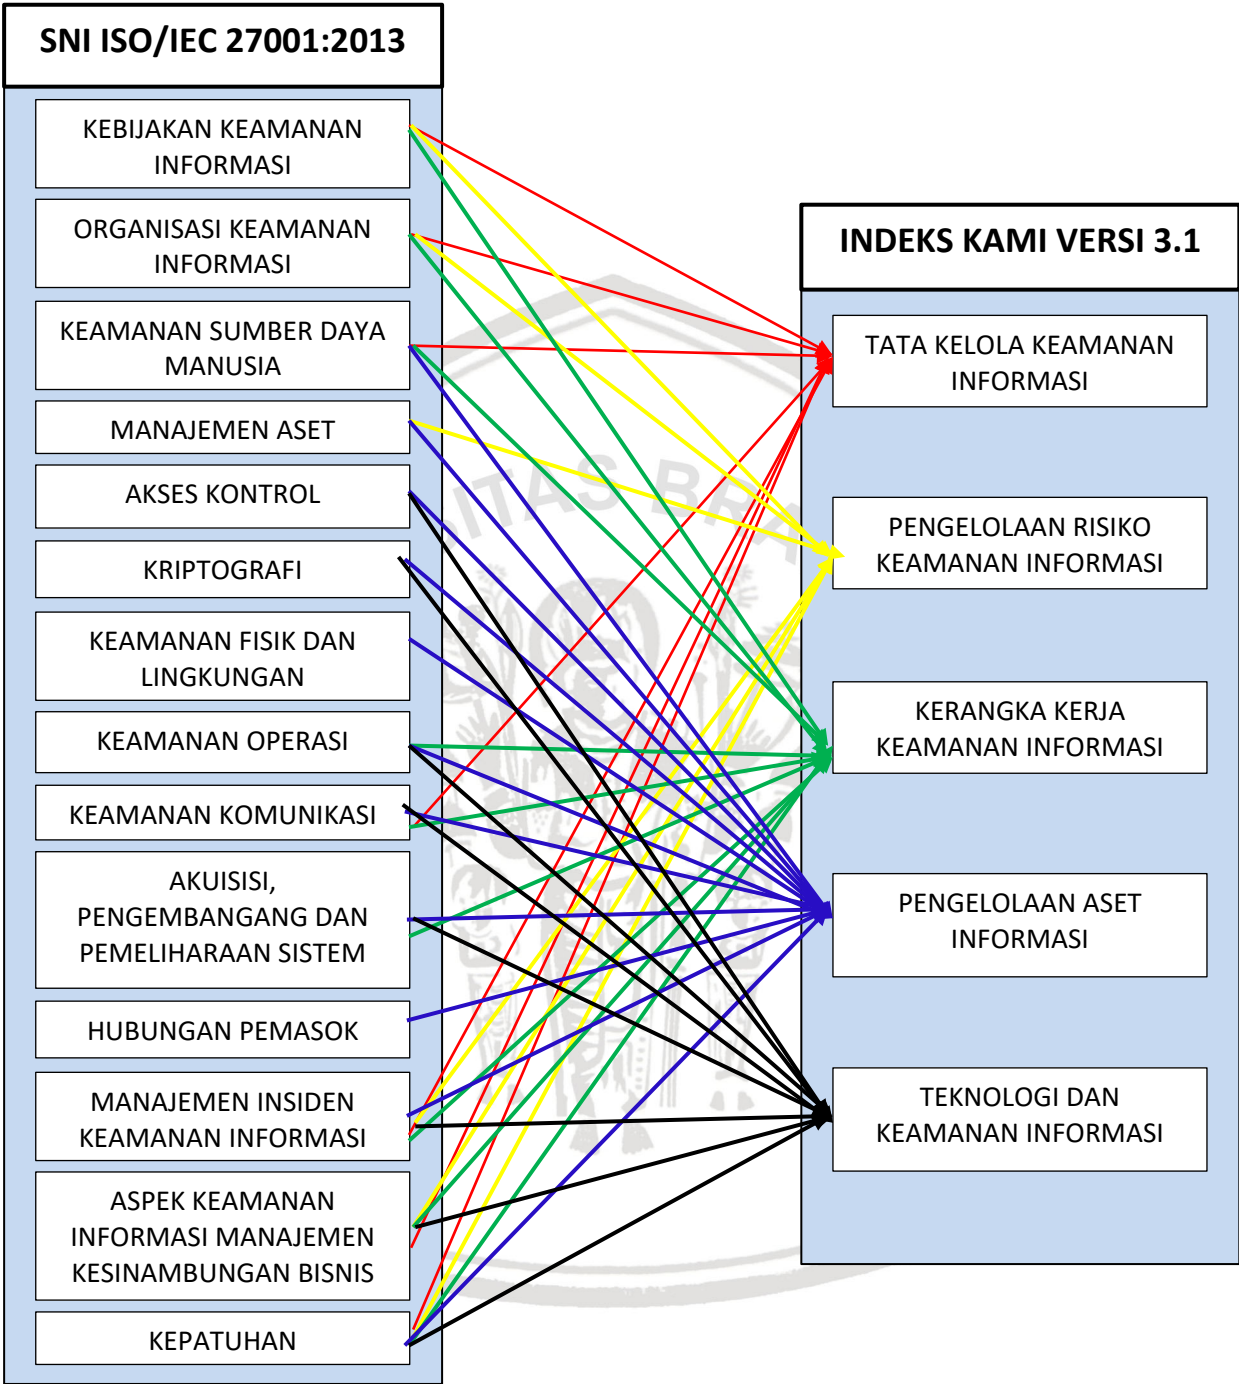 SNI ISO/IEC 27001:2013
KEBIJAKAN KEAMANAN
INFORMASI
ORGANISASI KEAMANAN
INFORMASI
KEAMANAN SUMBER DAYA
MANUSIA
MANAJEMEN ASET
AKSES KONTROL
KRIPTOGRAFI
KEAMANAN FISIK DAN
LINGKUNGAN
KEAMANAN OPERASI
KEAMANAN KOMUNIKASI
AKUISISI,
PENGEMBANGANG DAN
PEMELIHARAAN SISTEM
HUBUNGAN PEMASOK
MANAJEMEN INSIDEN
KEAMANAN INFORMASI
ASPEK KEAMANAN
INFORMASI MANAJEMEN
KESINAMBUNGAN BISNIS
KEPATUHAN
INDEKS KAMI VERSI 3.1
TATA KELOLA KEAMANAN
INFORMASI
PENGELOLAAN RISIKO
KEAMANAN INFORMASI
KERANGKA KERJA
KEAMANAN INFORMASI
PENGELOLAAN ASET
INFORMASI
TEKNOLOGI DAN
KEAMANAN INFORMASI